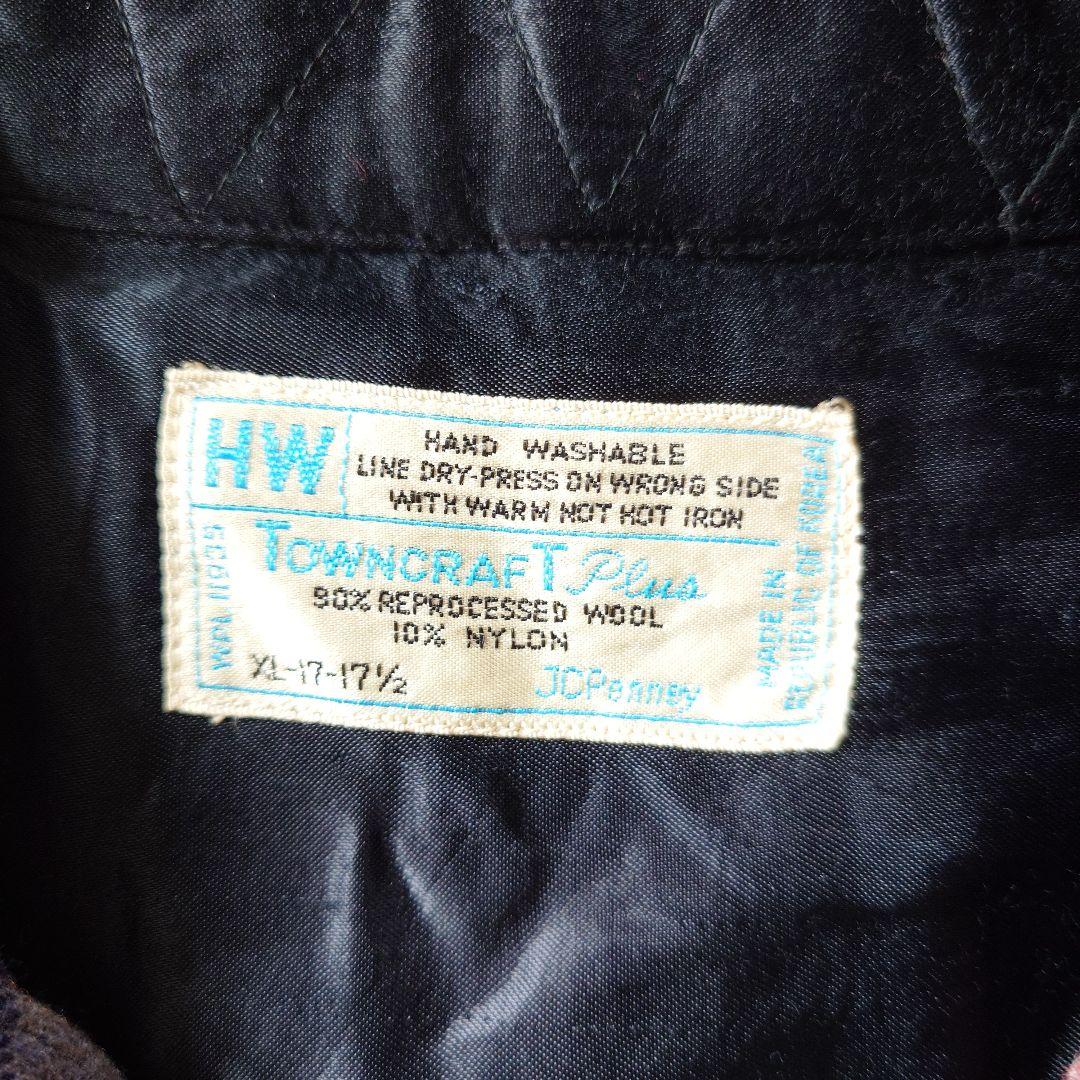 HW
HAND WASHABLE
LINE DRY-PRESS ON WRONG SIDE
WITH WARM NOT HOT IRON
TOWNCRAFT Plus
90% REPROCESSED WOOL
10% NYLON
XL-17-17½
JCPenney
WPL 11935
MADE IN
REPUBLIC OF KOREA